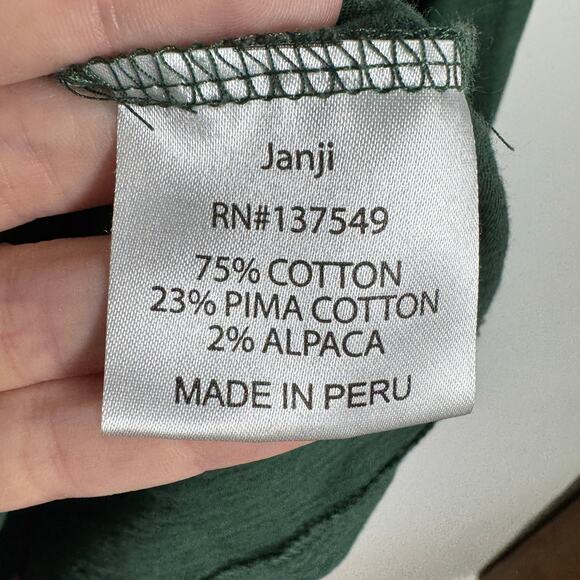 Janji
RN#137549
75% COTTON
23% PIMA COTTON
2% ALPACA
MADE IN PERU